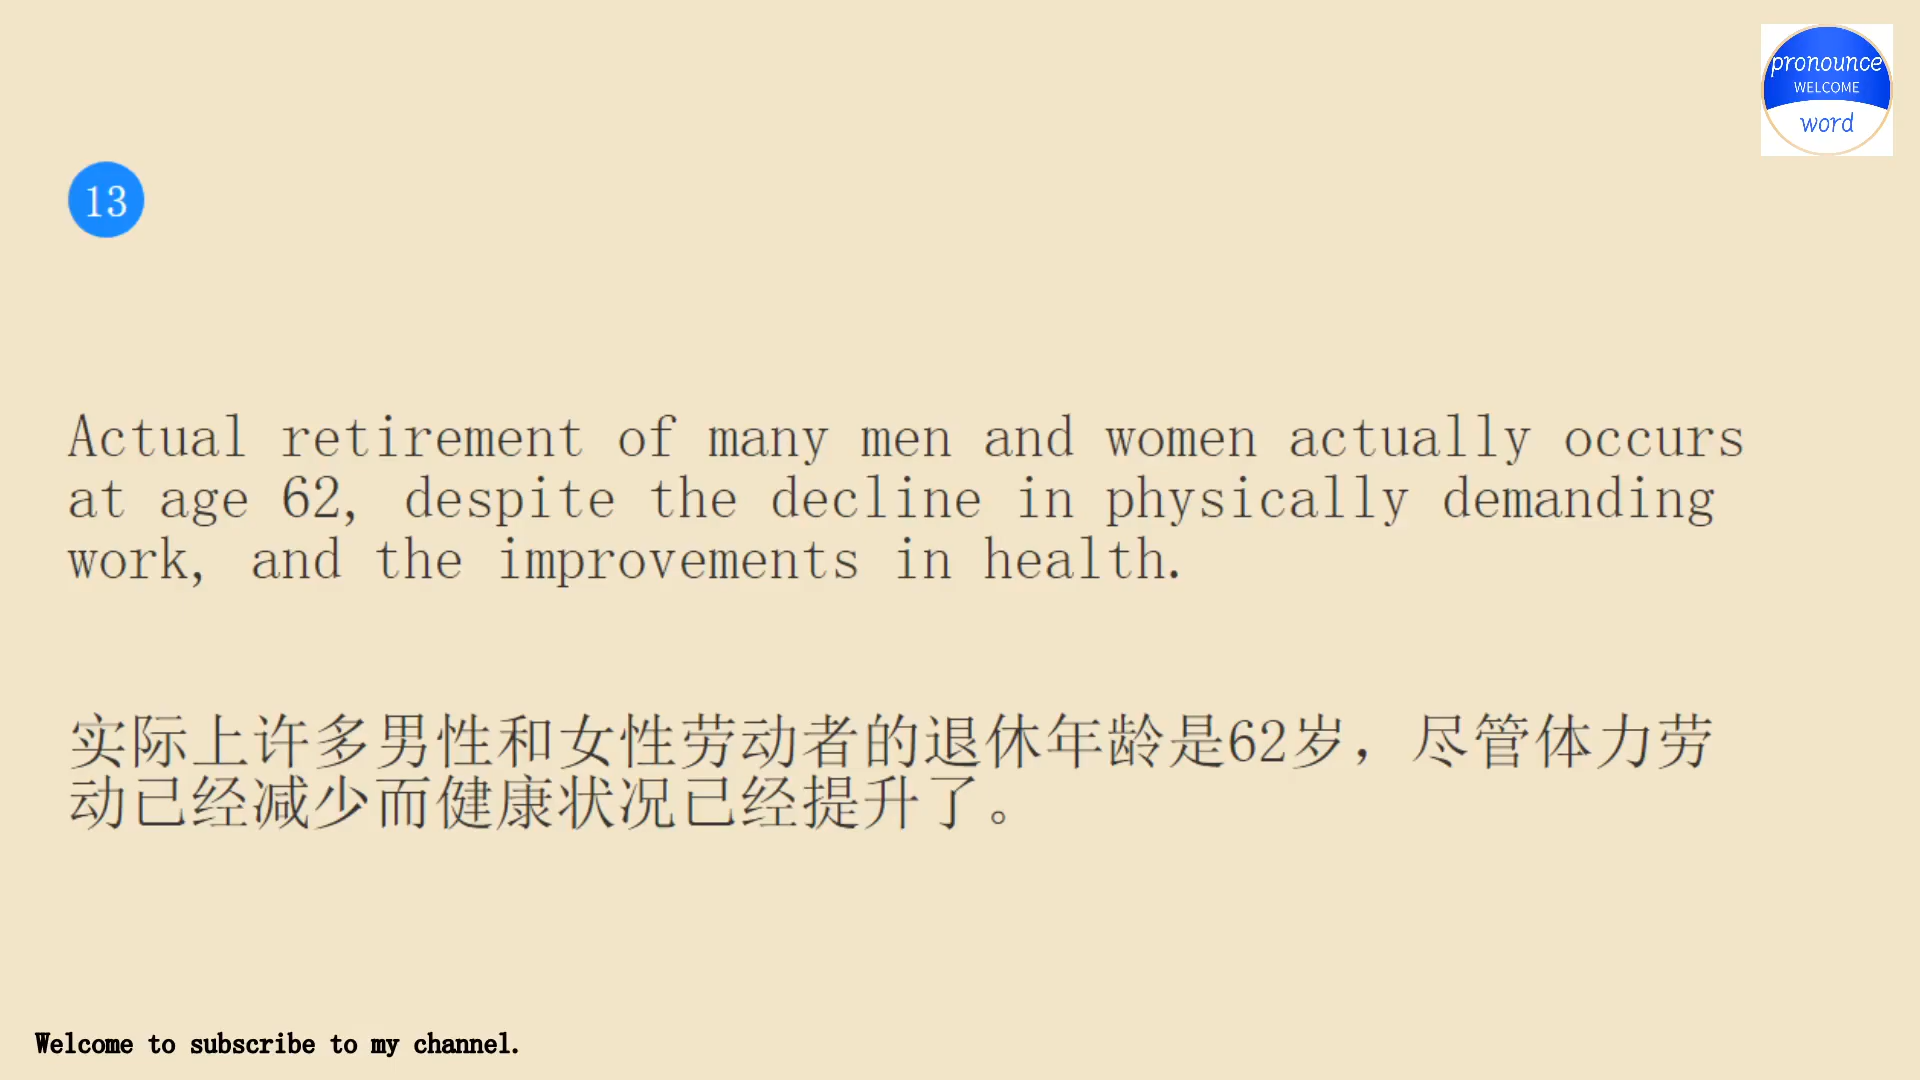 pronounce
WELCOME
word
13
Actual retirement of many men and women actually occurs
at age 62, despite the decline in physically demanding
work, and the improvements in health.
实际上许多男性和女性劳动者的退休年龄是62岁，尽管体力劳
动已经减少而健康状况已经提升了。
Welcome to subscribe to my channel.